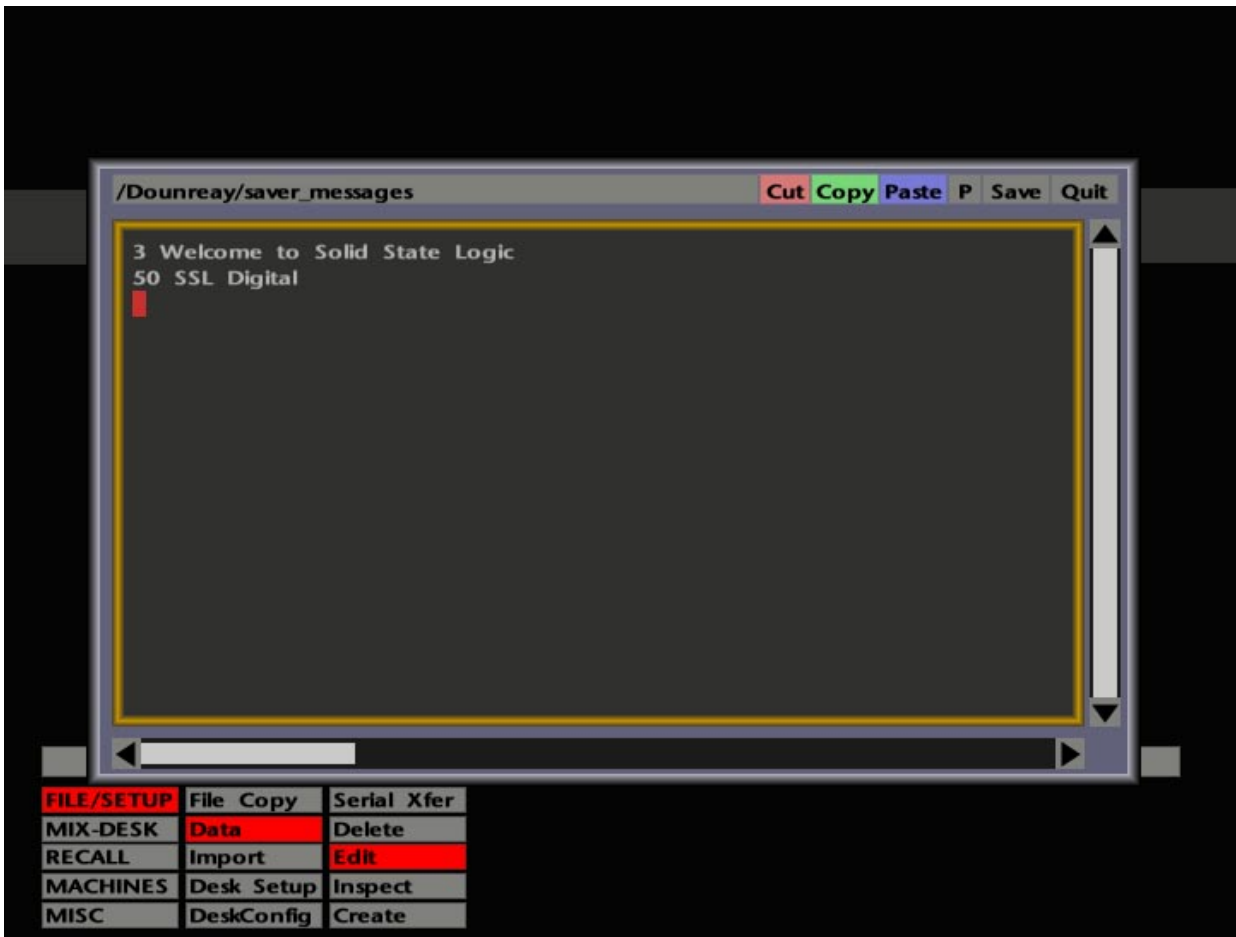 /Dounreay/saver_messages Cut Copy Paste P Save Quit
3 Welcome to Solid State Logic
50 SSL Digital
FILE/SETUP File Copy Serial Xfer
MIX-DESK Data Delete
RECALL Import Edit
MACHINES Desk Setup Inspect
MISC DeskConfig Create